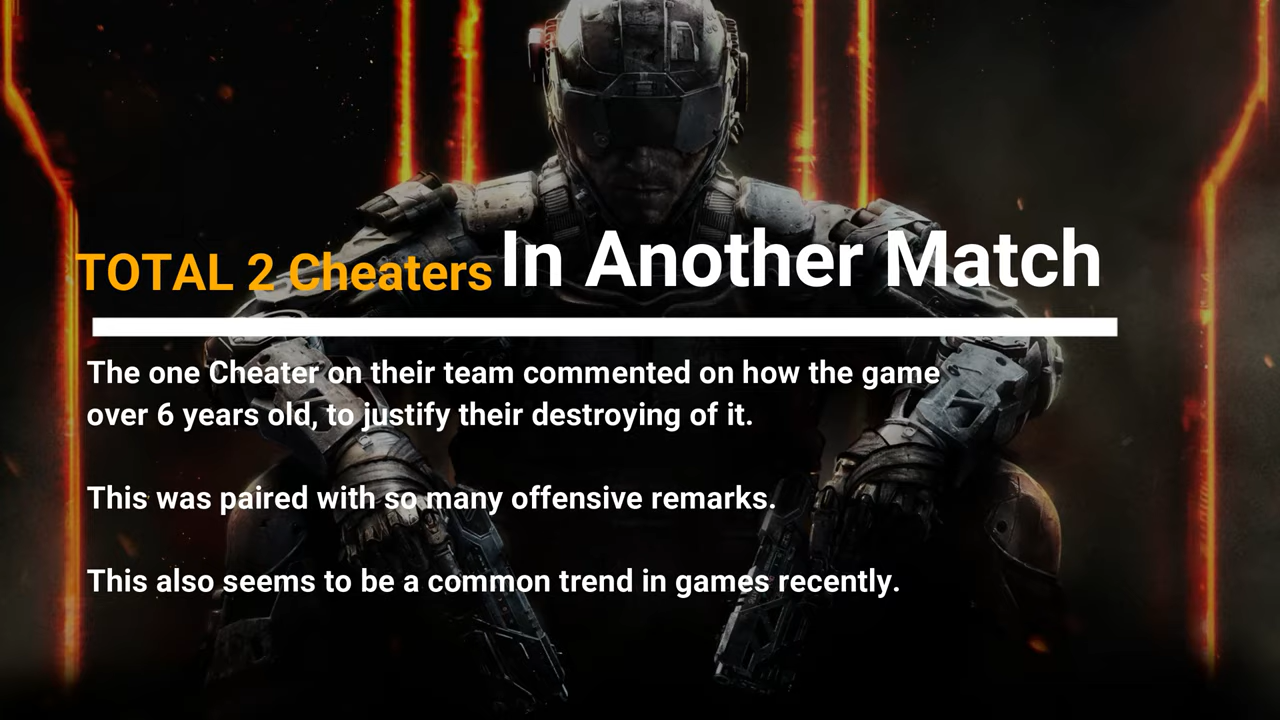 TOTAL 2 Cheaters In Another Match
The one Cheater on their team commented on how the game
over 6 years old, to justify their destroying of it.
This was paired with so many offensive remarks.
This also seems to be a common trend in games recently.